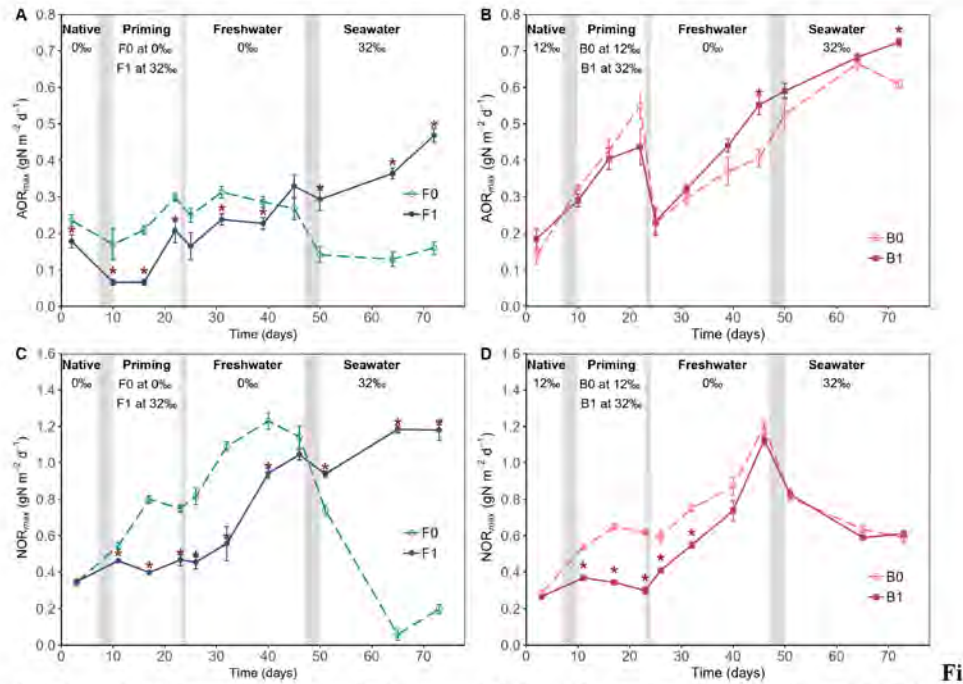 A
Native Priming Freshwater Seawater
0‰ F0 at 0‰ 0‰ 32‰
F1 at 32‰
AORmax (gN m⁻² d⁻¹)
0.8
0.7
0.6
0.5
0.4
0.3
0.2
0.1
0.0
F0
F1
0 10 20 30 40 50 60 70
Time (days)
B
Native Priming Freshwater Seawater
12‰ B0 at 12‰ 0‰ 32‰
B1 at 32‰
AORmax (gN m⁻² d⁻¹)
0.8
0.7
0.6
0.5
0.4
0.3
0.2
0.1
0.0
B0
B1
0 10 20 30 40 50 60 70
Time (days)
C
Native Priming Freshwater Seawater
0‰ F0 at 0‰ 0‰ 32‰
F1 at 32‰
NORmax (gN m⁻² d⁻¹)
1.6
1.4
1.2
1.0
0.8
0.6
0.4
0.2
0.0
F0
F1
0 10 20 30 40 50 60 70
Time (days)
D
Native Priming Freshwater Seawater
12‰ B0 at 12‰ 0‰ 32‰
B1 at 32‰
NORmax (gN m⁻² d⁻¹)
1.6
1.4
1.2
1.0
0.8
0.6
0.4
0.2
0.0
B0
B1
0 10 20 30 40 50 60 70
Time (days)
Fi